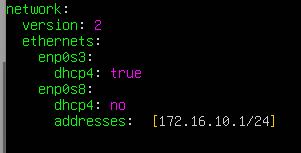 network:
  version: 2
  ethernets:
    enp0s3:
      dhcp4: true
    enp0s8:
      dhcp4: no
      addresses:  [172.16.10.1/24]